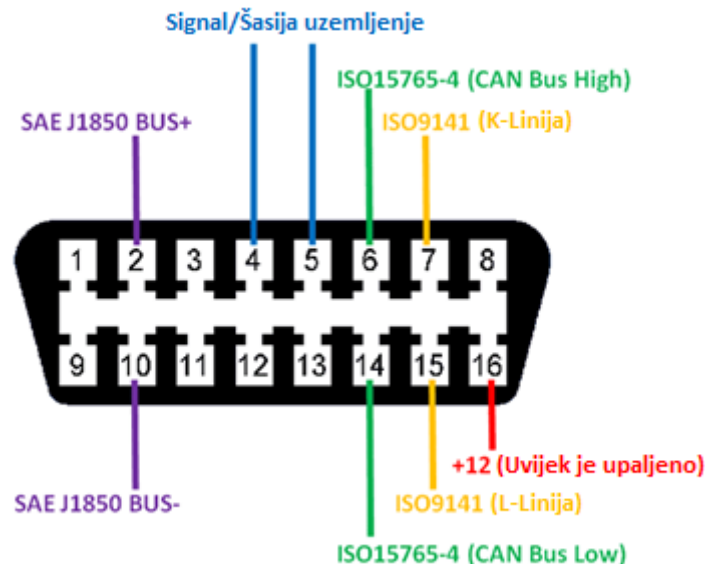 Signal/Šasija uzemljenje
ISO15765-4 (CAN Bus High)
SAE J1850 BUS+
ISO9141 (K-Linija)
1 2 3 4 5 6 7 8
9 10 11 12 13 14 15 16
+12 (Uvijek je upaljeno)
SAE J1850 BUS-
ISO9141 (L-Linija)
ISO15765-4 (CAN Bus Low)